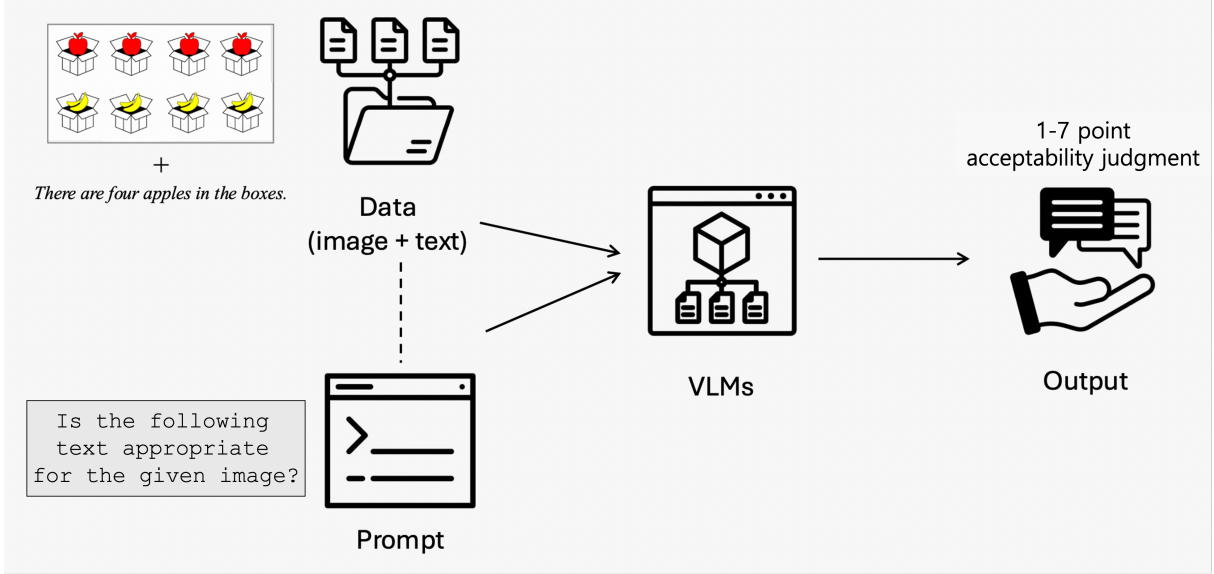 +
There are four apples in the boxes.
Data
(image + text)
1-7 point
acceptability judgment
VLMs
Output
Is the following
text appropriate
for the given image?
Prompt